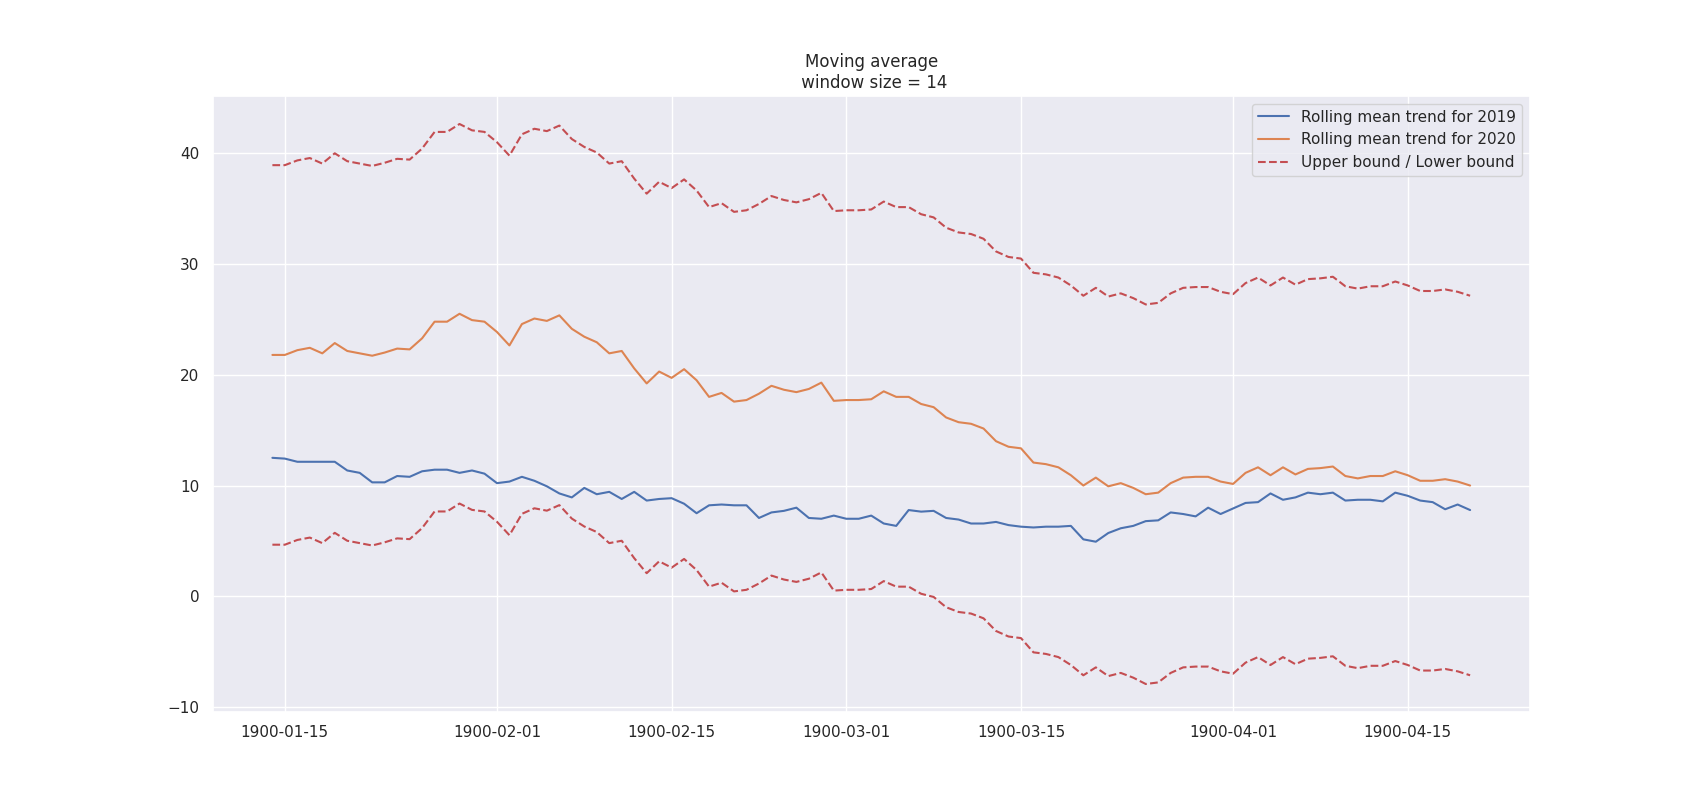 Moving average
window size = 14
Rolling mean trend for 2019
Rolling mean trend for 2020
Upper bound / Lower bound
40
30
20
10
0
−10
1900-01-15
1900-02-01
1900-02-15
1900-03-01
1900-03-15
1900-04-01
1900-04-15